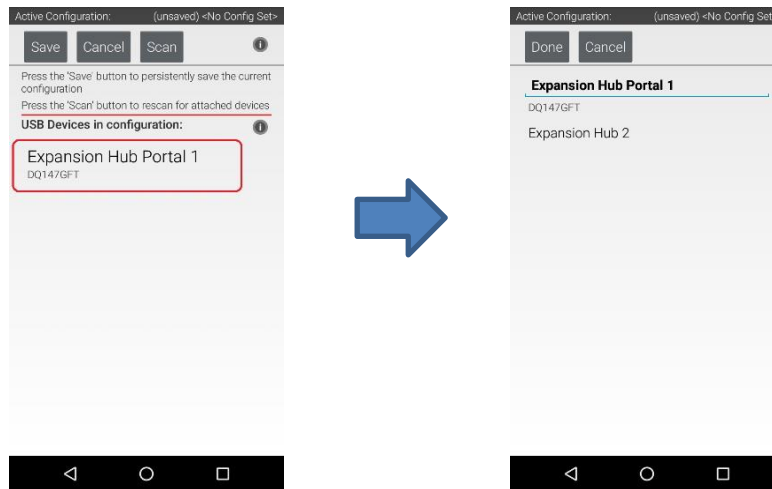 Active Configuration: (unsaved) <No Config Set>
Save Cancel Scan
Press the 'Save' button to persistently save the current
configuration
Press the 'Scan' button to rescan for attached devices
USB Devices in configuration:
Expansion Hub Portal 1
DQ147GFT
Active Configuration: (unsaved) <No Config Set
Done Cancel
Expansion Hub Portal 1
DQ147GFT
Expansion Hub 2